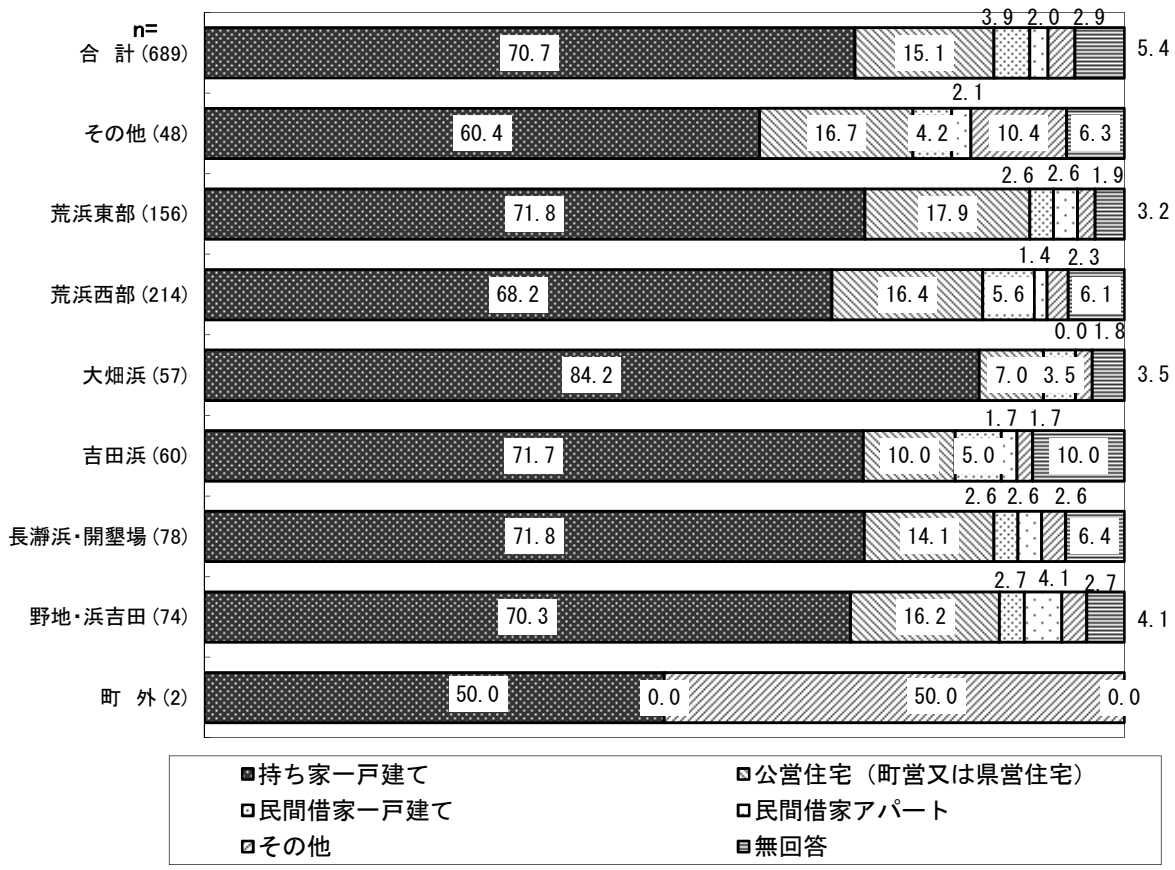 n=
3.9 2.0 2.9
合 計(689) 70.7 15.1 5.4
2.1
その他(48) 60.4 16.7 4.2 10.4 6.3
2.6 2.6 1.9
荒浜東部(156) 71.8 17.9 3.2
1.4 2.3
荒浜西部(214) 68.2 16.4 5.6 6.1
0.0 1.8
大畑浜(57) 84.2 7.0 3.5 3.5
1.7 1.7
吉田浜(60) 71.7 10.0 5.0 10.0
2.6 2.6 2.6
長瀞浜・開墾場(78) 71.8 14.1 6.4
2.7 4.1 2.7
野地・浜吉田(74) 70.3 16.2 4.1
町 外(2) 50.0 0.0 50.0 0.0
持ち家一戸建て 公営住宅（町営又は県営住宅）
民間借家一戸建て 民間借家アパート
その他 無回答